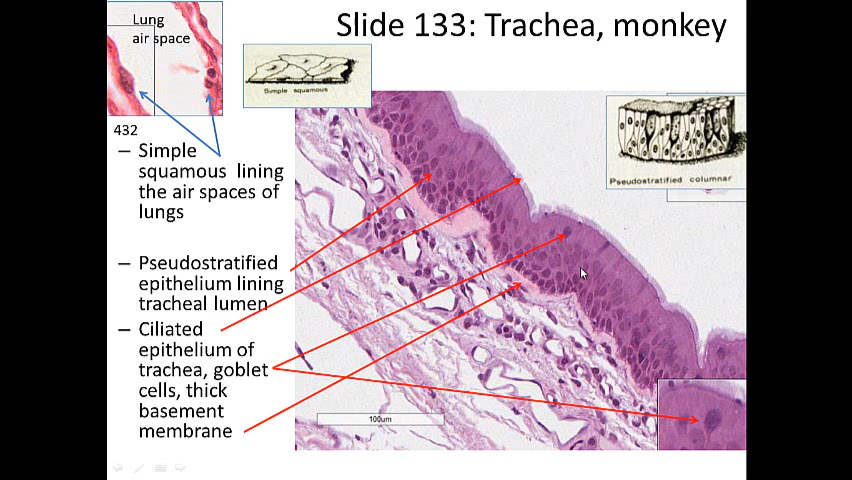 Slide 133: Trachea, monkey
Lung
air space
Simple squamous
Pseudostratified columnar
432
– Simple
squamous lining
the air spaces of
lungs
– Pseudostratified
epithelium lining
tracheal lumen
– Ciliated
epithelium of
trachea, goblet
cells, thick
basement
membrane
100um